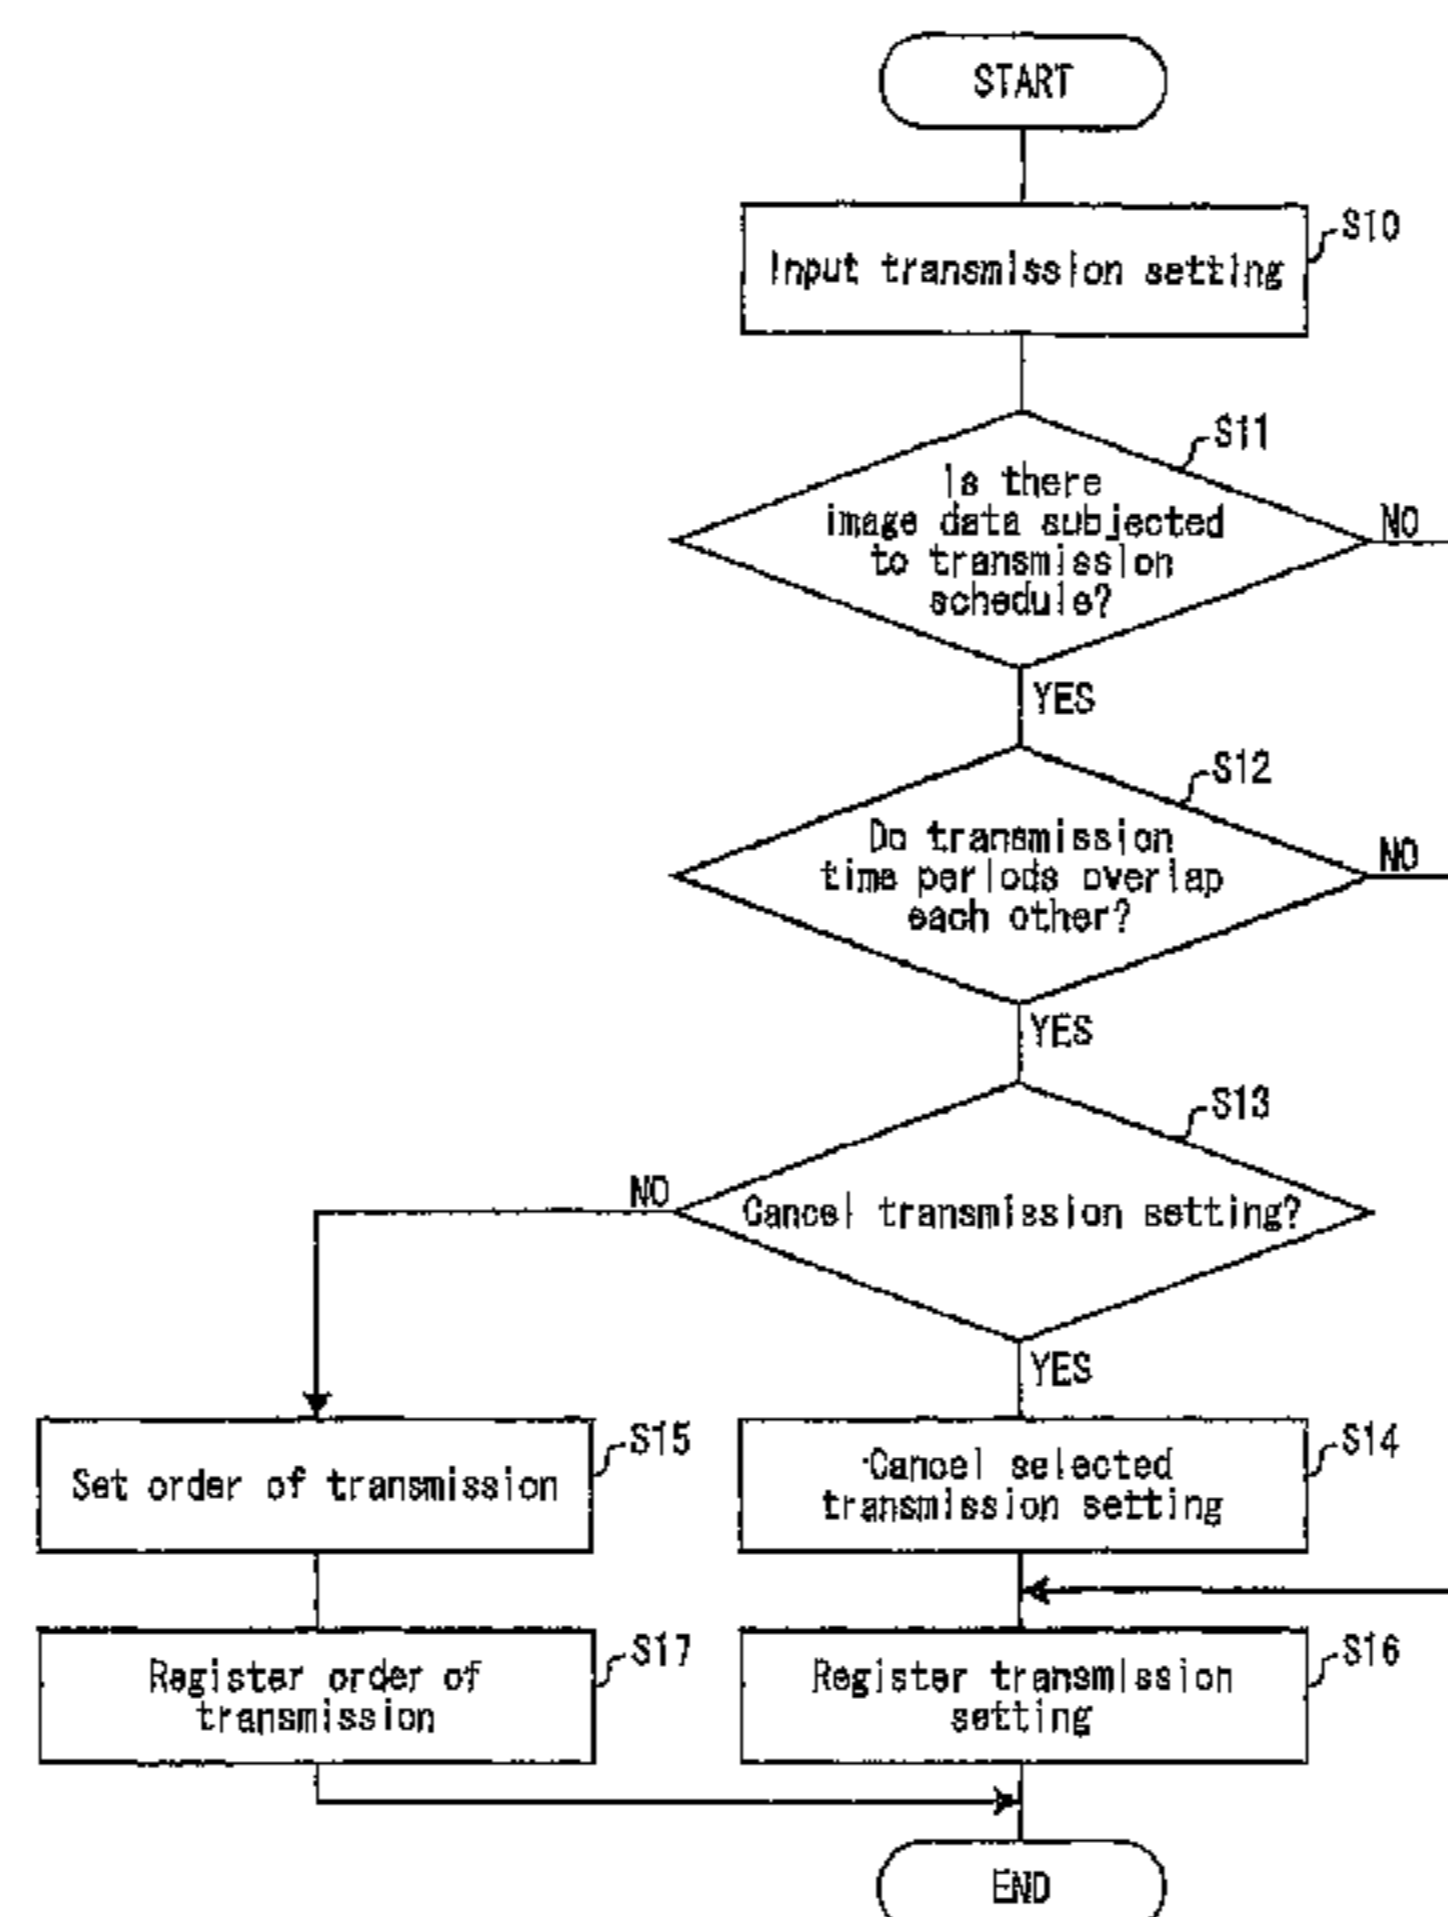 START
S10
Input transmission setting
S11
Is there
image data subjected
to transmission
schedule?
NO
YES
S12
Do transmission
time periods overlap
each other?
NO
YES
S13
NO
Cancel transmission setting?
YES
S15
Set order of transmission
S14
Cancel selected
transmission setting
S17
Register order of
transmission
S16
Register transmission
setting
END